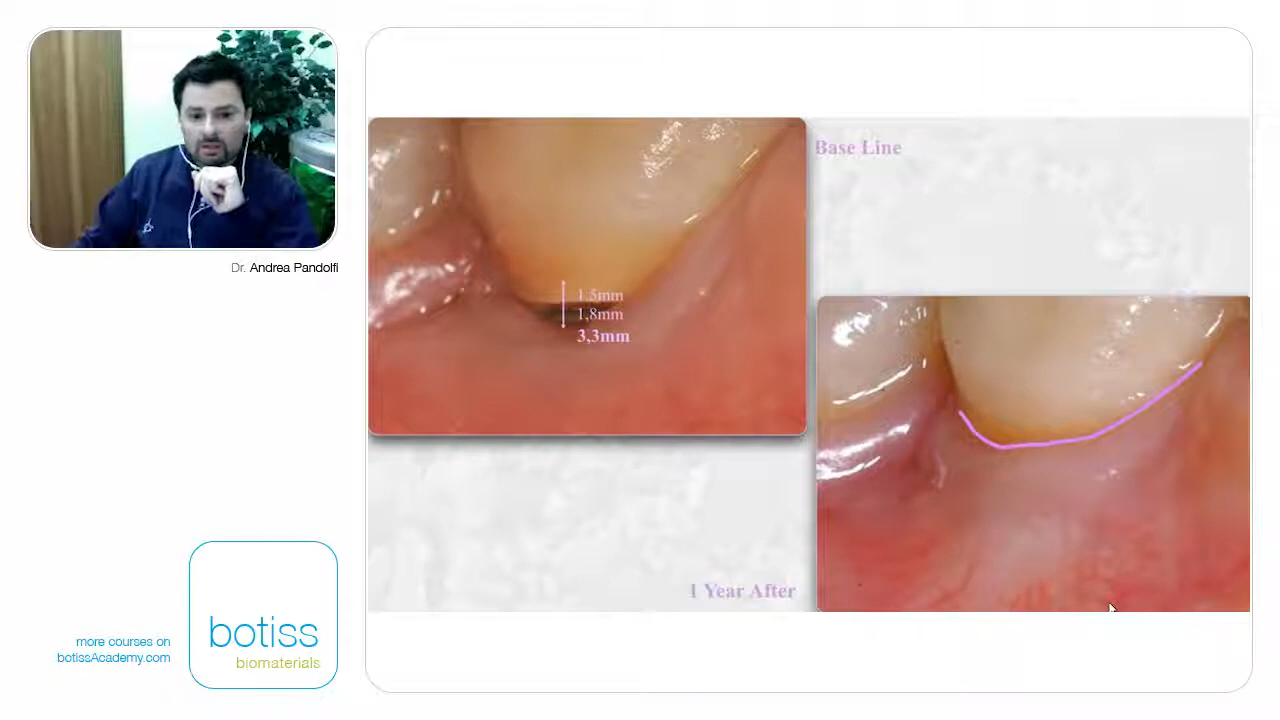 Dr. Andrea Pandolfi
Base Line
1.5mm
1,8mm
3,3mm
1 Year After
more courses on
botissAcademy.com
botiss
biomaterials